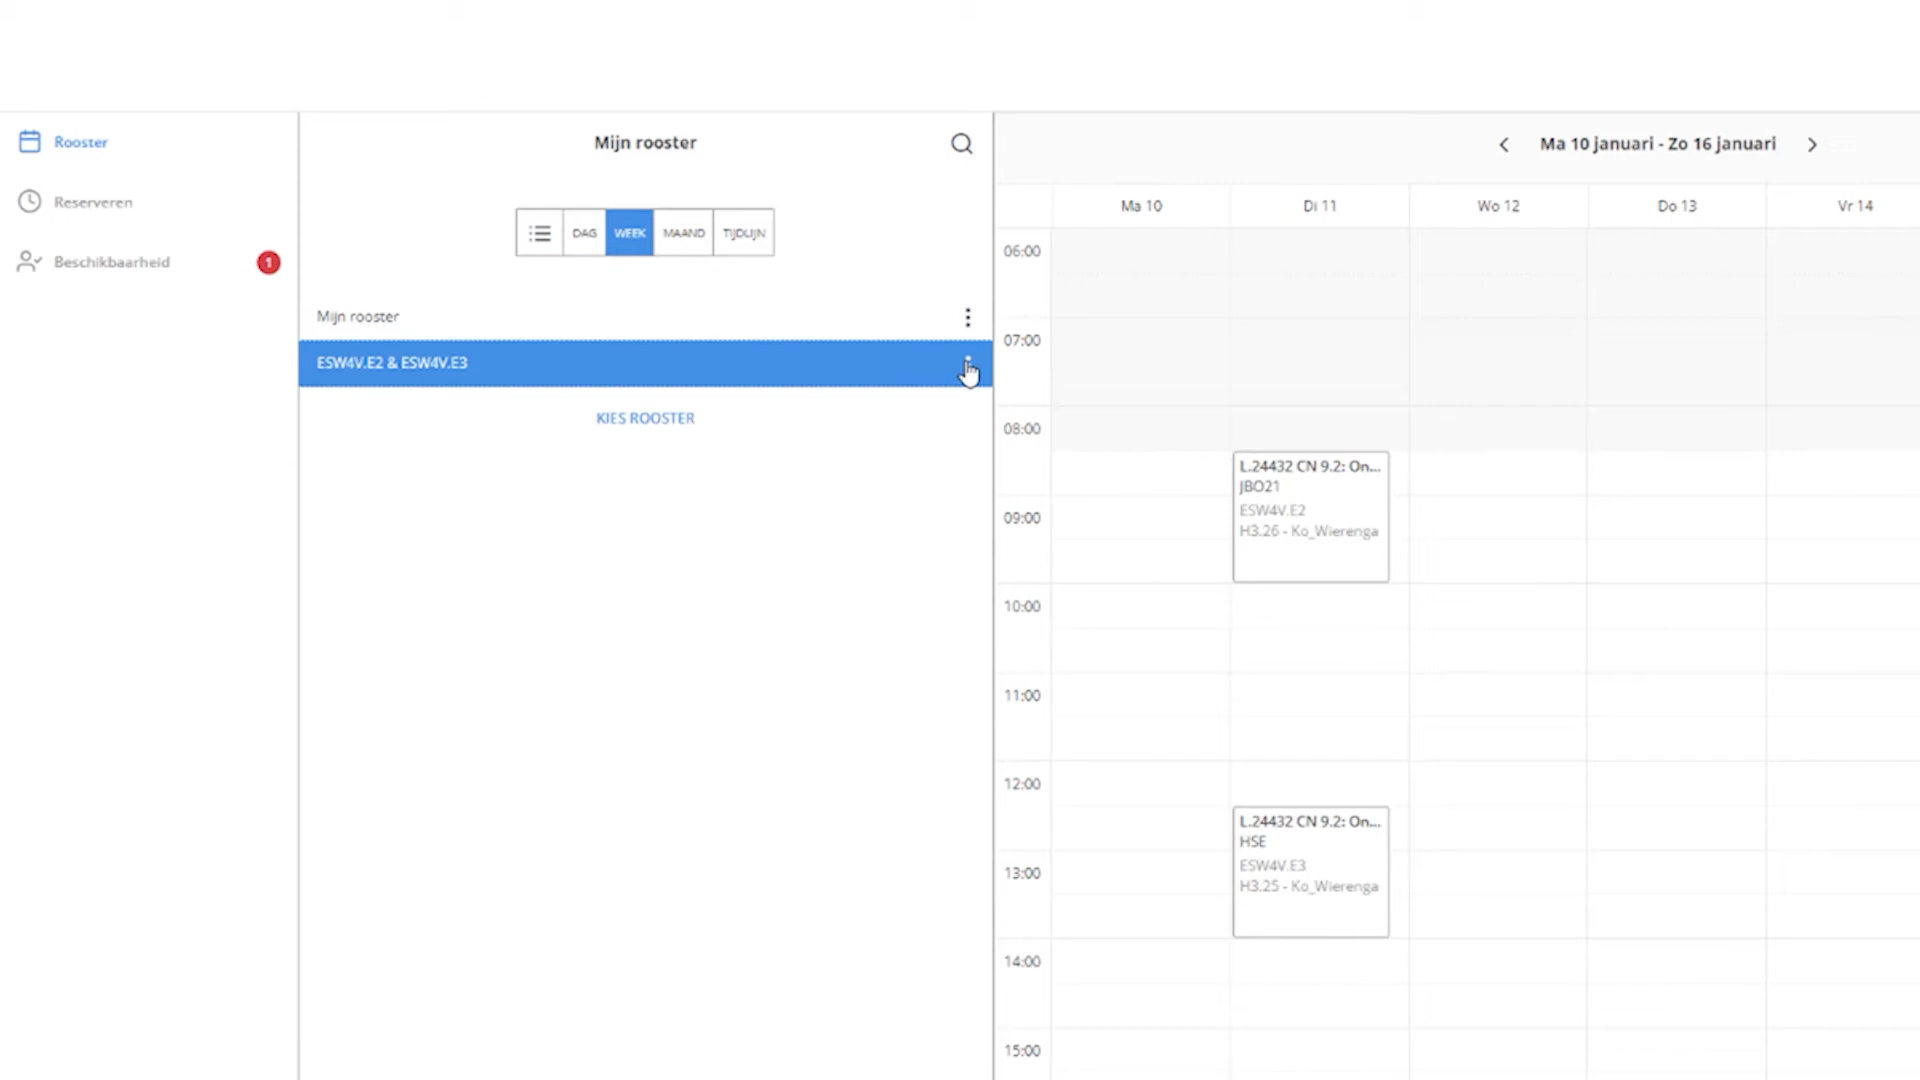 Rooster
Reserveren
Beschikbaarheid
1
Mijn rooster
DAG
WEEK
MAAND
TIJDLIJN
Mijn rooster
ESW4V.E2 & ESW4V.E3
KIES ROOSTER
Ma 10 januari - Zo 16 januari
Ma 10
Di 11
Wo 12
Do 13
Vr 14
06:00
07:00
08:00
L.24432 CN 9.2: On...
JBO21
ESW4V.E2
H3.26 - Ko_Wierenga
09:00
10:00
11:00
12:00
L.24432 CN 9.2: On...
HSE
ESW4V.E3
H3.25 - Ko_Wierenga
13:00
14:00
15:00